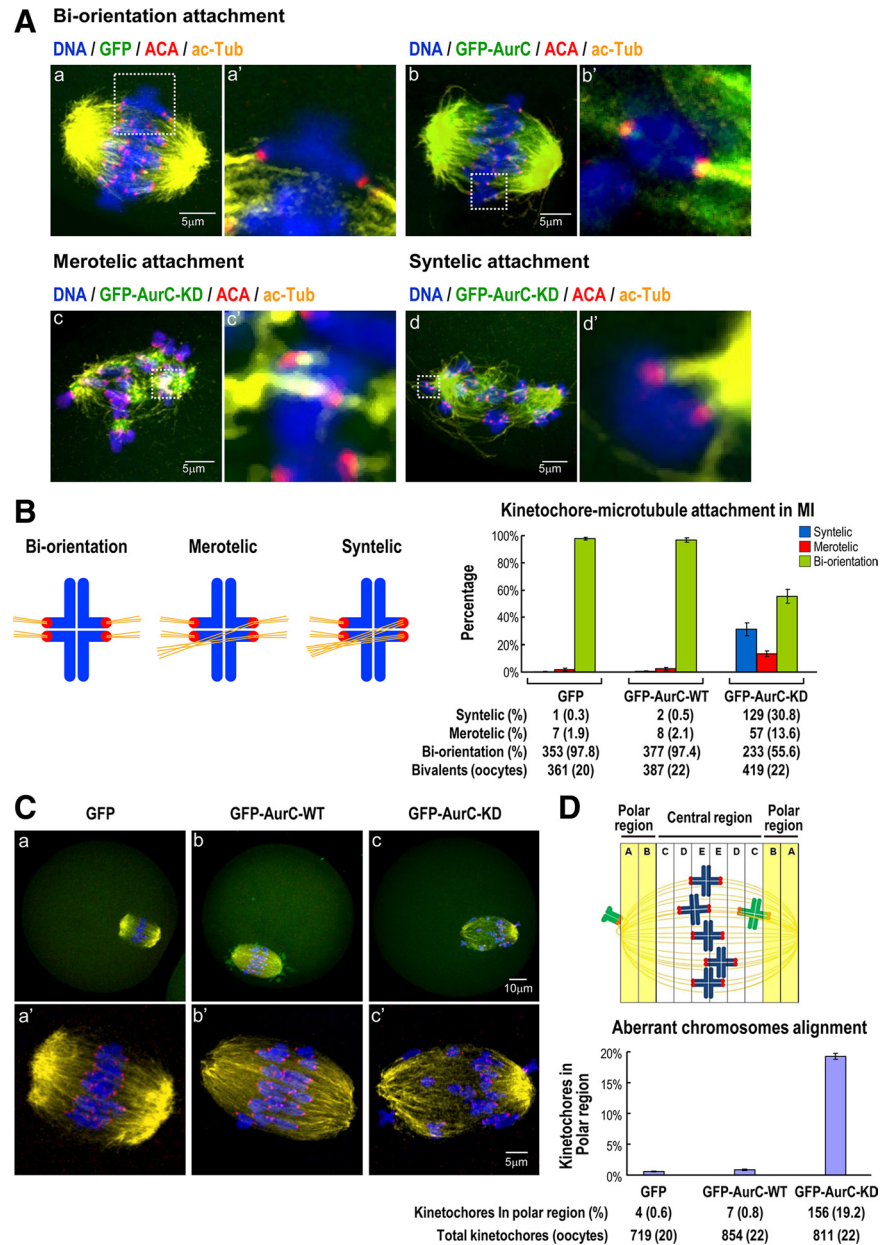 A
Bi-orientation attachment
DNA / GFP / ACA / ac-Tub
DNA / GFP-AurC / ACA / ac-Tub
a
a’
b
b’
5μm
5μm
Merotelic attachment
Syntelic attachment
DNA / GFP-AurC-KD / ACA / ac-Tub
DNA / GFP-AurC-KD / ACA / ac-Tub
c
c’
d
d’
5μm
5μm
B
Bi-orientation
Merotelic
Syntelic
Kinetochore-microtubule attachment in MI
Syntelic
Merotelic
Bi-orientation
Percentage
100%
80%
60%
40%
20%
0%
GFP
GFP-AurC-WT
GFP-AurC-KD
Syntelic (%) 1 (0.3) 2 (0.5) 129 (30.8)
Merotelic (%) 7 (1.9) 8 (2.1) 57 (13.6)
Bi-orientation (%) 353 (97.8) 377 (97.4) 233 (55.6)
Bivalents (oocytes) 361 (20) 387 (22) 419 (22)
C
GFP
GFP-AurC-WT
GFP-AurC-KD
a
b
c
10μm
a’
b’
c’
5μm
D
Polar region
Central region
Polar region
A B C D E E D C B A
Aberrant chromosomes alignment
Kinetochores in
Polar region
20%
15%
10%
5%
0%
GFP
GFP-AurC-WT
GFP-AurC-KD
Kinetochores In polar region (%) 4 (0.6) 7 (0.8) 156 (19.2)
Total kinetochores (oocytes) 719 (20) 854 (22) 811 (22)